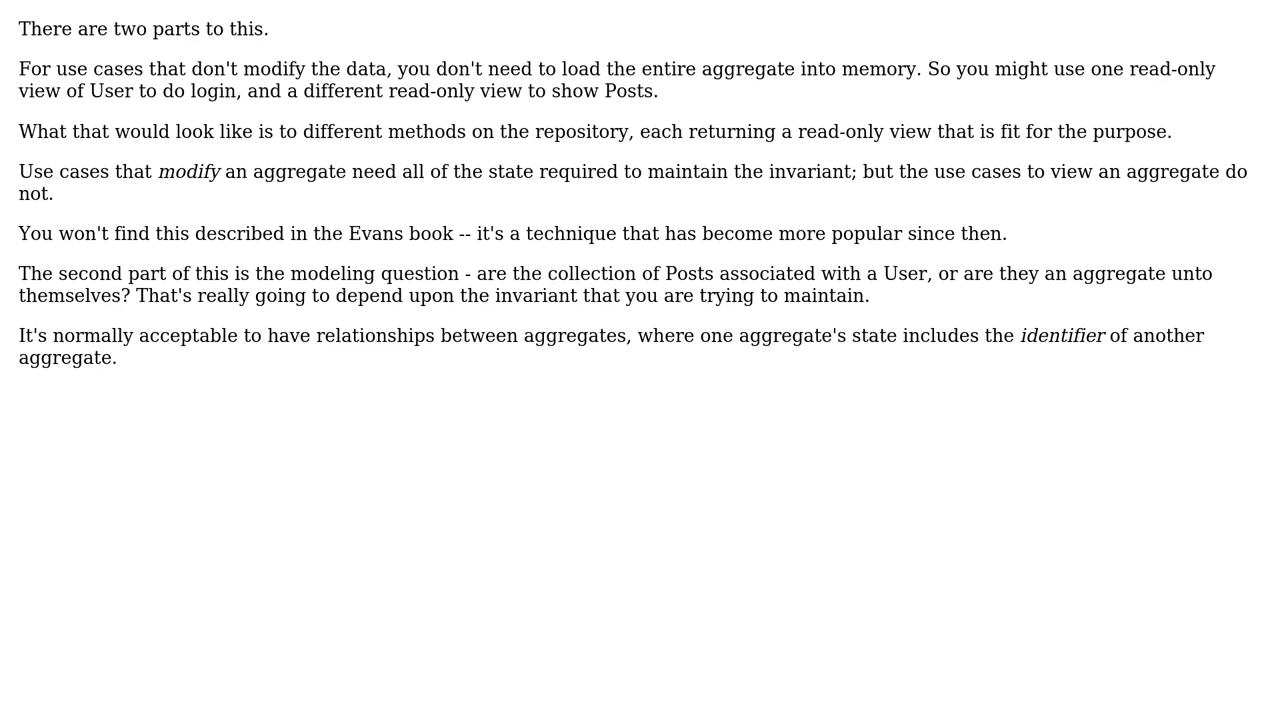 There are two parts to this.
For use cases that don't modify the data, you don't need to load the entire aggregate into memory. So you might use one read-only
view of User to do login, and a different read-only view to show Posts.
What that would look like is to different methods on the repository, each returning a read-only view that is fit for the purpose.
Use cases that modify an aggregate need all of the state required to maintain the invariant; but the use cases to view an aggregate do
not.
You won't find this described in the Evans book -- it's a technique that has become more popular since then.
The second part of this is the modeling question - are the collection of Posts associated with a User, or are they an aggregate unto
themselves? That's really going to depend upon the invariant that you are trying to maintain.
It's normally acceptable to have relationships between aggregates, where one aggregate's state includes the identifier of another
aggregate.